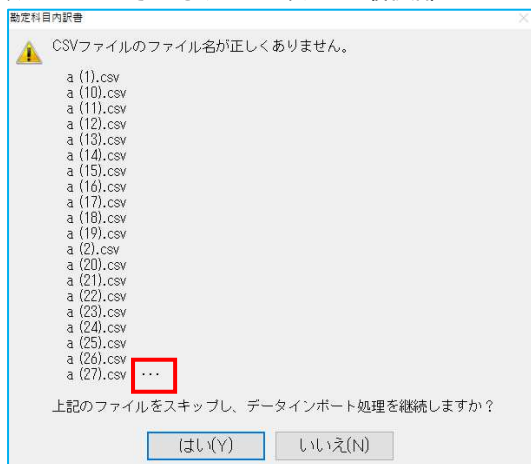 勘定科目内訳書
CSVファイルのファイル名が正しくありません。
a (1).csv
a (10).csv
a (11).csv
a (12).csv
a (13).csv
a (14).csv
a (15).csv
a (16).csv
a (17).csv
a (18).csv
a (19).csv
a (2).csv
a (20).csv
a (21).csv
a (22).csv
a (23).csv
a (24).csv
a (25).csv
a (26).csv
a (27).csv ...
上記のファイルをスキップし、データインポート処理を継続しますか？
はい(Y) いいえ(N)